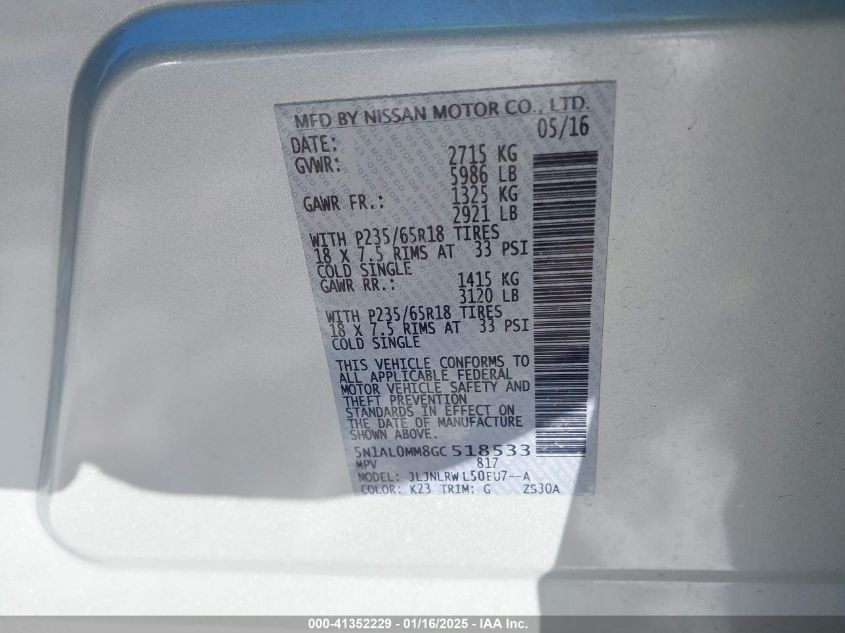 MFD BY NISSAN MOTOR CO., LTD.
DATE: 05/16
GVWR: 2715 KG
5986 LB
GAWR FR.: 1325 KG
2921 LB
WITH P235/65R18 TIRES
18 X 7.5 RIMS AT 33 PSI
COLD SINGLE
GAWR RR.: 1415 KG
3120 LB
WITH P235/65R18 TIRES
18 X 7.5 RIMS AT 33 PSI
COLD SINGLE
THIS VEHICLE CONFORMS TO
ALL APPLICABLE FEDERAL
MOTOR VEHICLE SAFETY AND
THEFT PREVENTION
STANDARDS IN EFFECT ON
THE DATE OF MANUFACTURE
SHOWN ABOVE.
5N1AL0MM8GC 518533
MPV 817
MODEL: JLJNLRW L50EU7--A
COLOR: K23 TRIM: G ZS30A
000-41352229 - 01/16/2025 - IAA Inc.